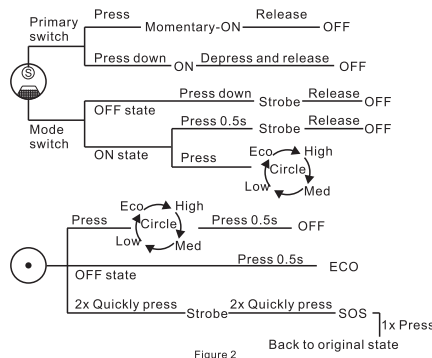 Primary switch
Press Momentary-ON Release OFF
Press down ON Depress and release OFF
S
Mode switch
OFF state Press down Strobe Release OFF
ON state Press 0.5s Strobe Release OFF
Press Eco High Med Low Circle
Press Eco High Med Low Circle Press 0.5s OFF
OFF state Press 0.5s ECO
2x Quickly press Strobe 2x Quickly press SOS
1x Press
Back to original state
Figure 2